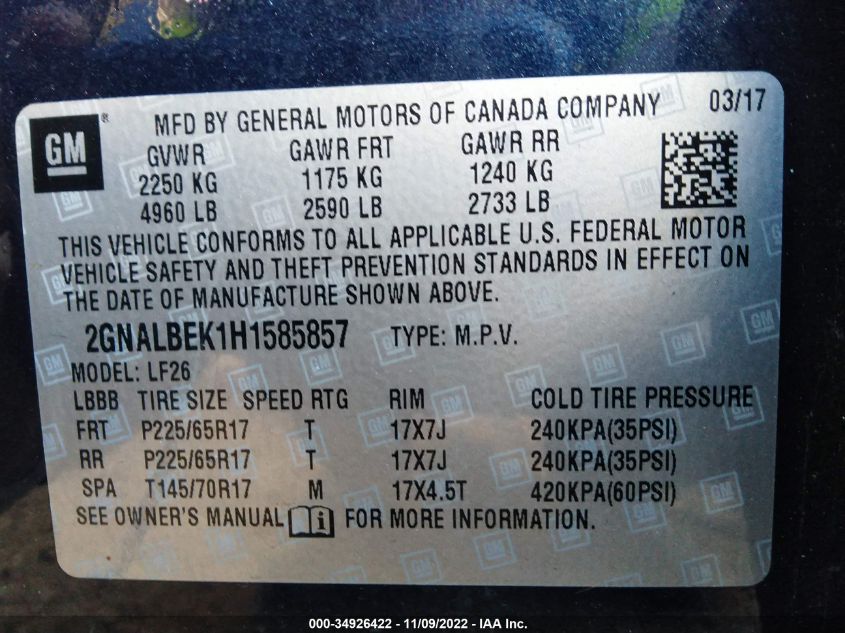 GM ® MFD BY GENERAL MOTORS OF CANADA COMPANY 03/17
GVWR GAWR FRT GAWR RR
2250 KG 1175 KG 1240 KG
4960 LB 2590 LB 2733 LB
THIS VEHICLE CONFORMS TO ALL APPLICABLE U.S. FEDERAL MOTOR
VEHICLE SAFETY AND THEFT PREVENTION STANDARDS IN EFFECT ON
THE DATE OF MANUFACTURE SHOWN ABOVE.
2GNALBEK1H1585857 TYPE: M.P.V.
MODEL: LF26
LBBB TIRE SIZE SPEED RTG RIM COLD TIRE PRESSURE
FRT P225/65R17 T 17X7J 240KPA(35PSI)
RR P225/65R17 T 17X7J 240KPA(35PSI)
SPA T145/70R17 M 17X4.5T 420KPA(60PSI)
SEE OWNER'S MANUAL i FOR MORE INFORMATION.
000-34926422 - 11/09/2022 - IAA Inc.